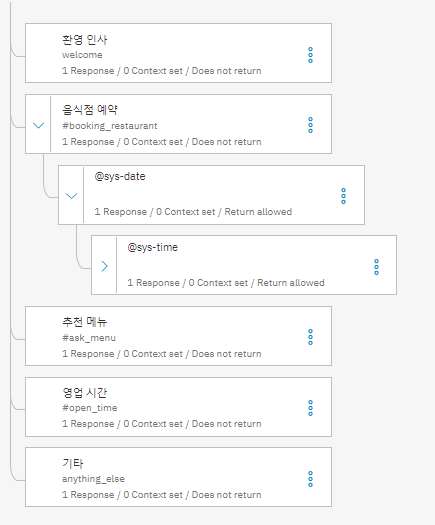 환영 인사
welcome
1 Response / 0 Context set / Does not return
음식점 예약
#booking_restaurant
1 Response / 0 Context set / Does not return
@sys-date
1 Response / 0 Context set / Return allowed
@sys-time
1 Response / 0 Context set / Return allowed
추천 메뉴
#ask_menu
1 Response / 0 Context set / Does not return
영업 시간
#open_time
1 Response / 0 Context set / Does not return
기타
anything_else
1 Response / 0 Context set / Does not return